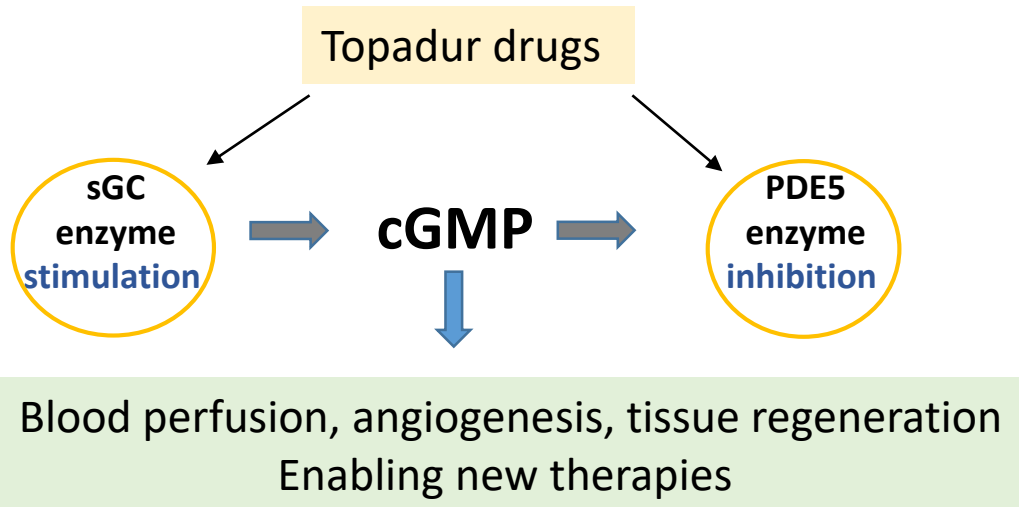 Topadur drugs
sGC
enzyme
stimulation
cGMP
PDE5
enzyme
inhibition
Blood perfusion, angiogenesis, tissue regeneration
Enabling new therapies